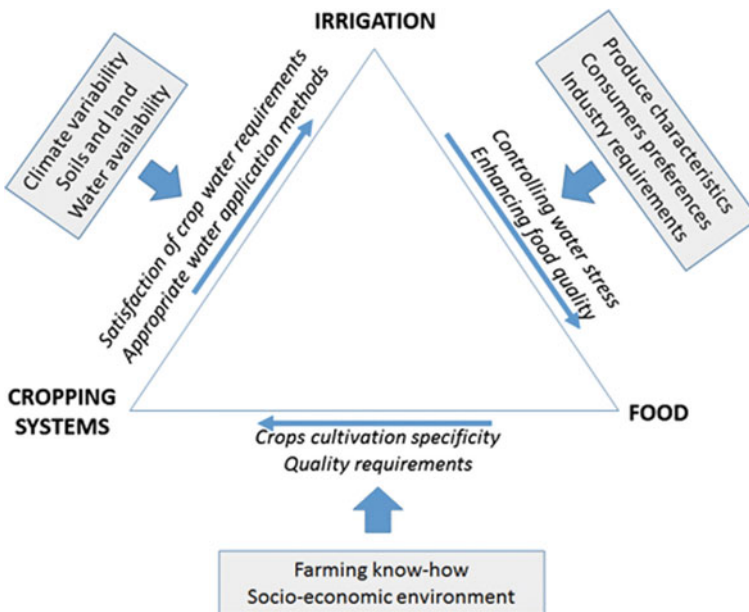 IRRIGATION
Climate variability
Soils and land
Water availability
Satisfaction of crop water requirements
Appropriate water application methods
Produce characteristics
Consumers preferences
Industry requirements
Controlling water stress
Enhancing food quality
CROPPING
SYSTEMS
FOOD
Crops cultivation specificity
Quality requirements
Farming know-how
Socio-economic environment